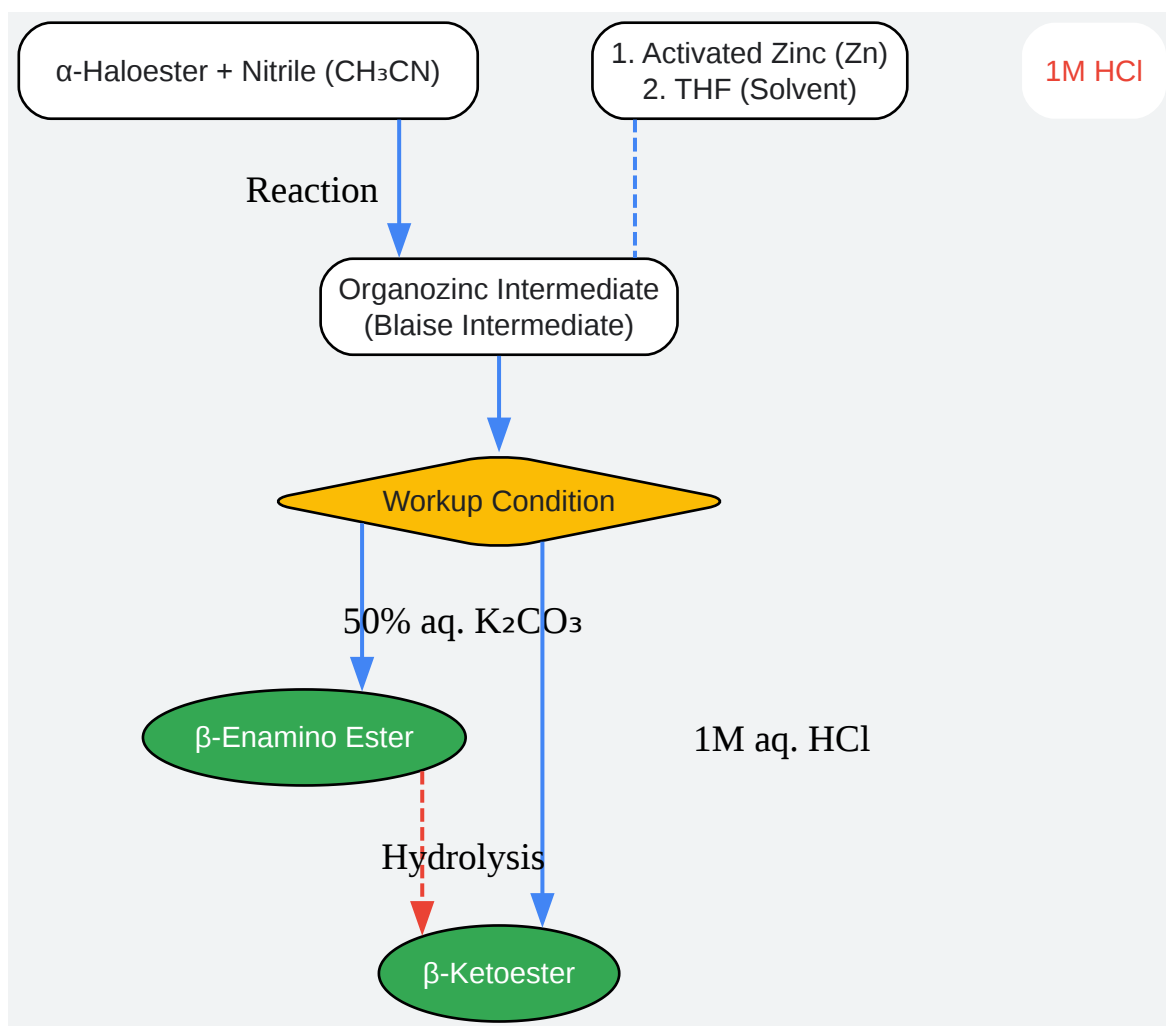 α-Haloester + Nitrile (CH₃CN)
1. Activated Zinc (Zn)
2. THF (Solvent)
1M HCl
Reaction
Organozinc Intermediate
(Blaise Intermediate)
Workup Condition
50% aq. K₂CO₃
β-Enamino Ester
1M aq. HCl
Hydrolysis
β-Ketoester